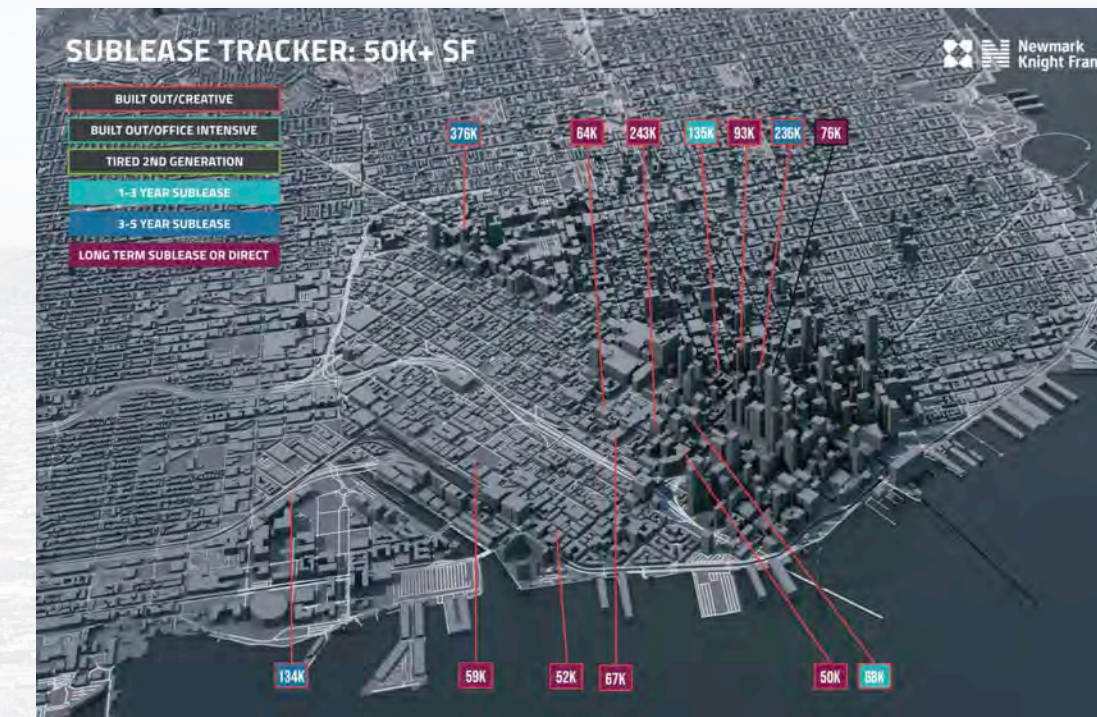 SUBLEASE TRACKER: 50K+ SF
Newmark
Knight Fran
BUILT OUT/CREATIVE
BUILT OUT/OFFICE INTENSIVE
TIRED 2ND GENERATION
1-3 YEAR SUBLEASE
3-5 YEAR SUBLEASE
LONG TERM SUBLEASE OR DIRECT
376K
64K
243K
135K
93K
236K
76K
134K
59K
52K
67K
50K
68K